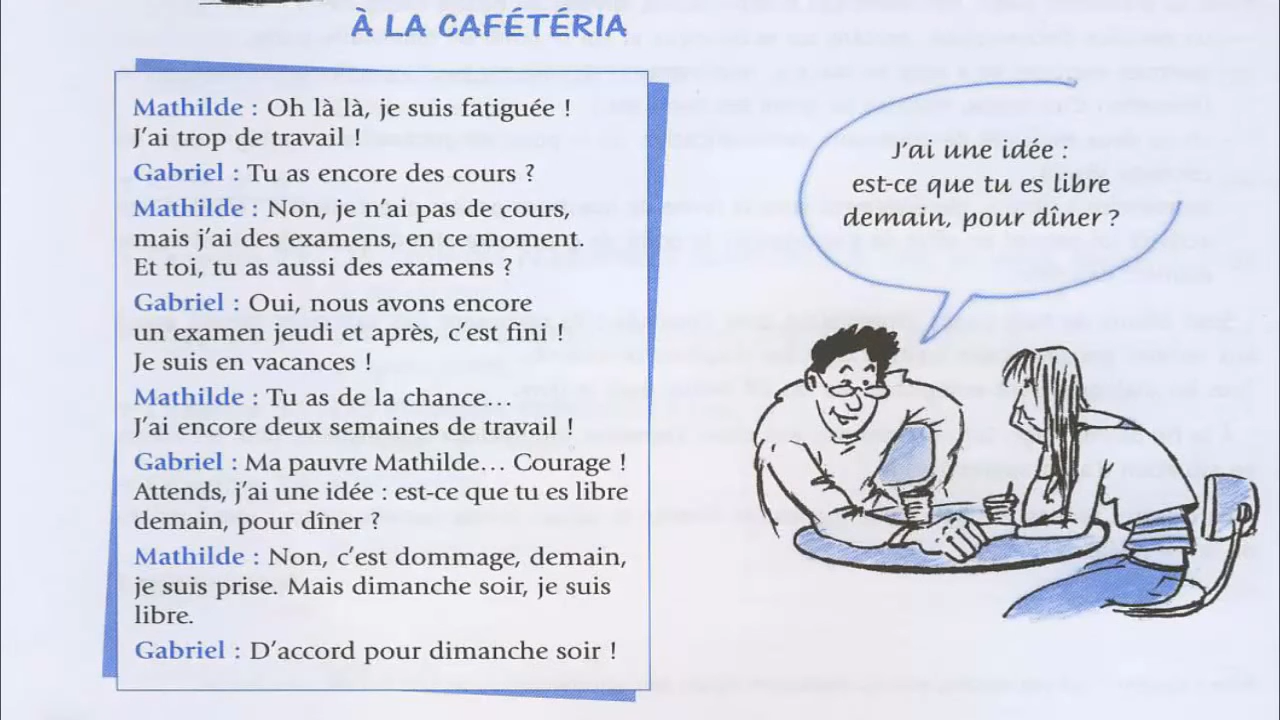 À LA CAFÉTÉRIA
Mathilde : Oh là là, je suis fatiguée !
J'ai trop de travail !
Gabriel : Tu as encore des cours ?
Mathilde : Non, je n'ai pas de cours,
mais j'ai des examens, en ce moment.
Et toi, tu as aussi des examens ?
Gabriel : Oui, nous avons encore
un examen jeudi et après, c'est fini !
Je suis en vacances !
Mathilde : Tu as de la chance…
J'ai encore deux semaines de travail !
Gabriel : Ma pauvre Mathilde… Courage !
Attends, j'ai une idée : est-ce que tu es libre
demain, pour dîner ?
Mathilde : Non, c'est dommage, demain,
je suis prise. Mais dimanche soir, je suis
libre.
Gabriel : D'accord pour dimanche soir !
J'ai une idée :
est-ce que tu es libre
demain, pour dîner ?